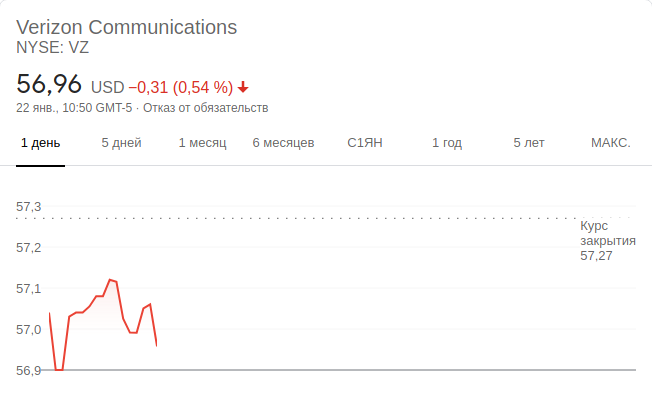 Verizon Communications
NYSE: VZ
56,96 USD −0,31 (0,54 %)
22 янв., 10:50 GMT-5 · Отказ от обязательств
1 день 5 дней 1 месяц 6 месяцев С1ЯН 1 год 5 лет МАКС.
57,3
57,2
57,1
57,0
56,9
Курс
закрытия
57,27